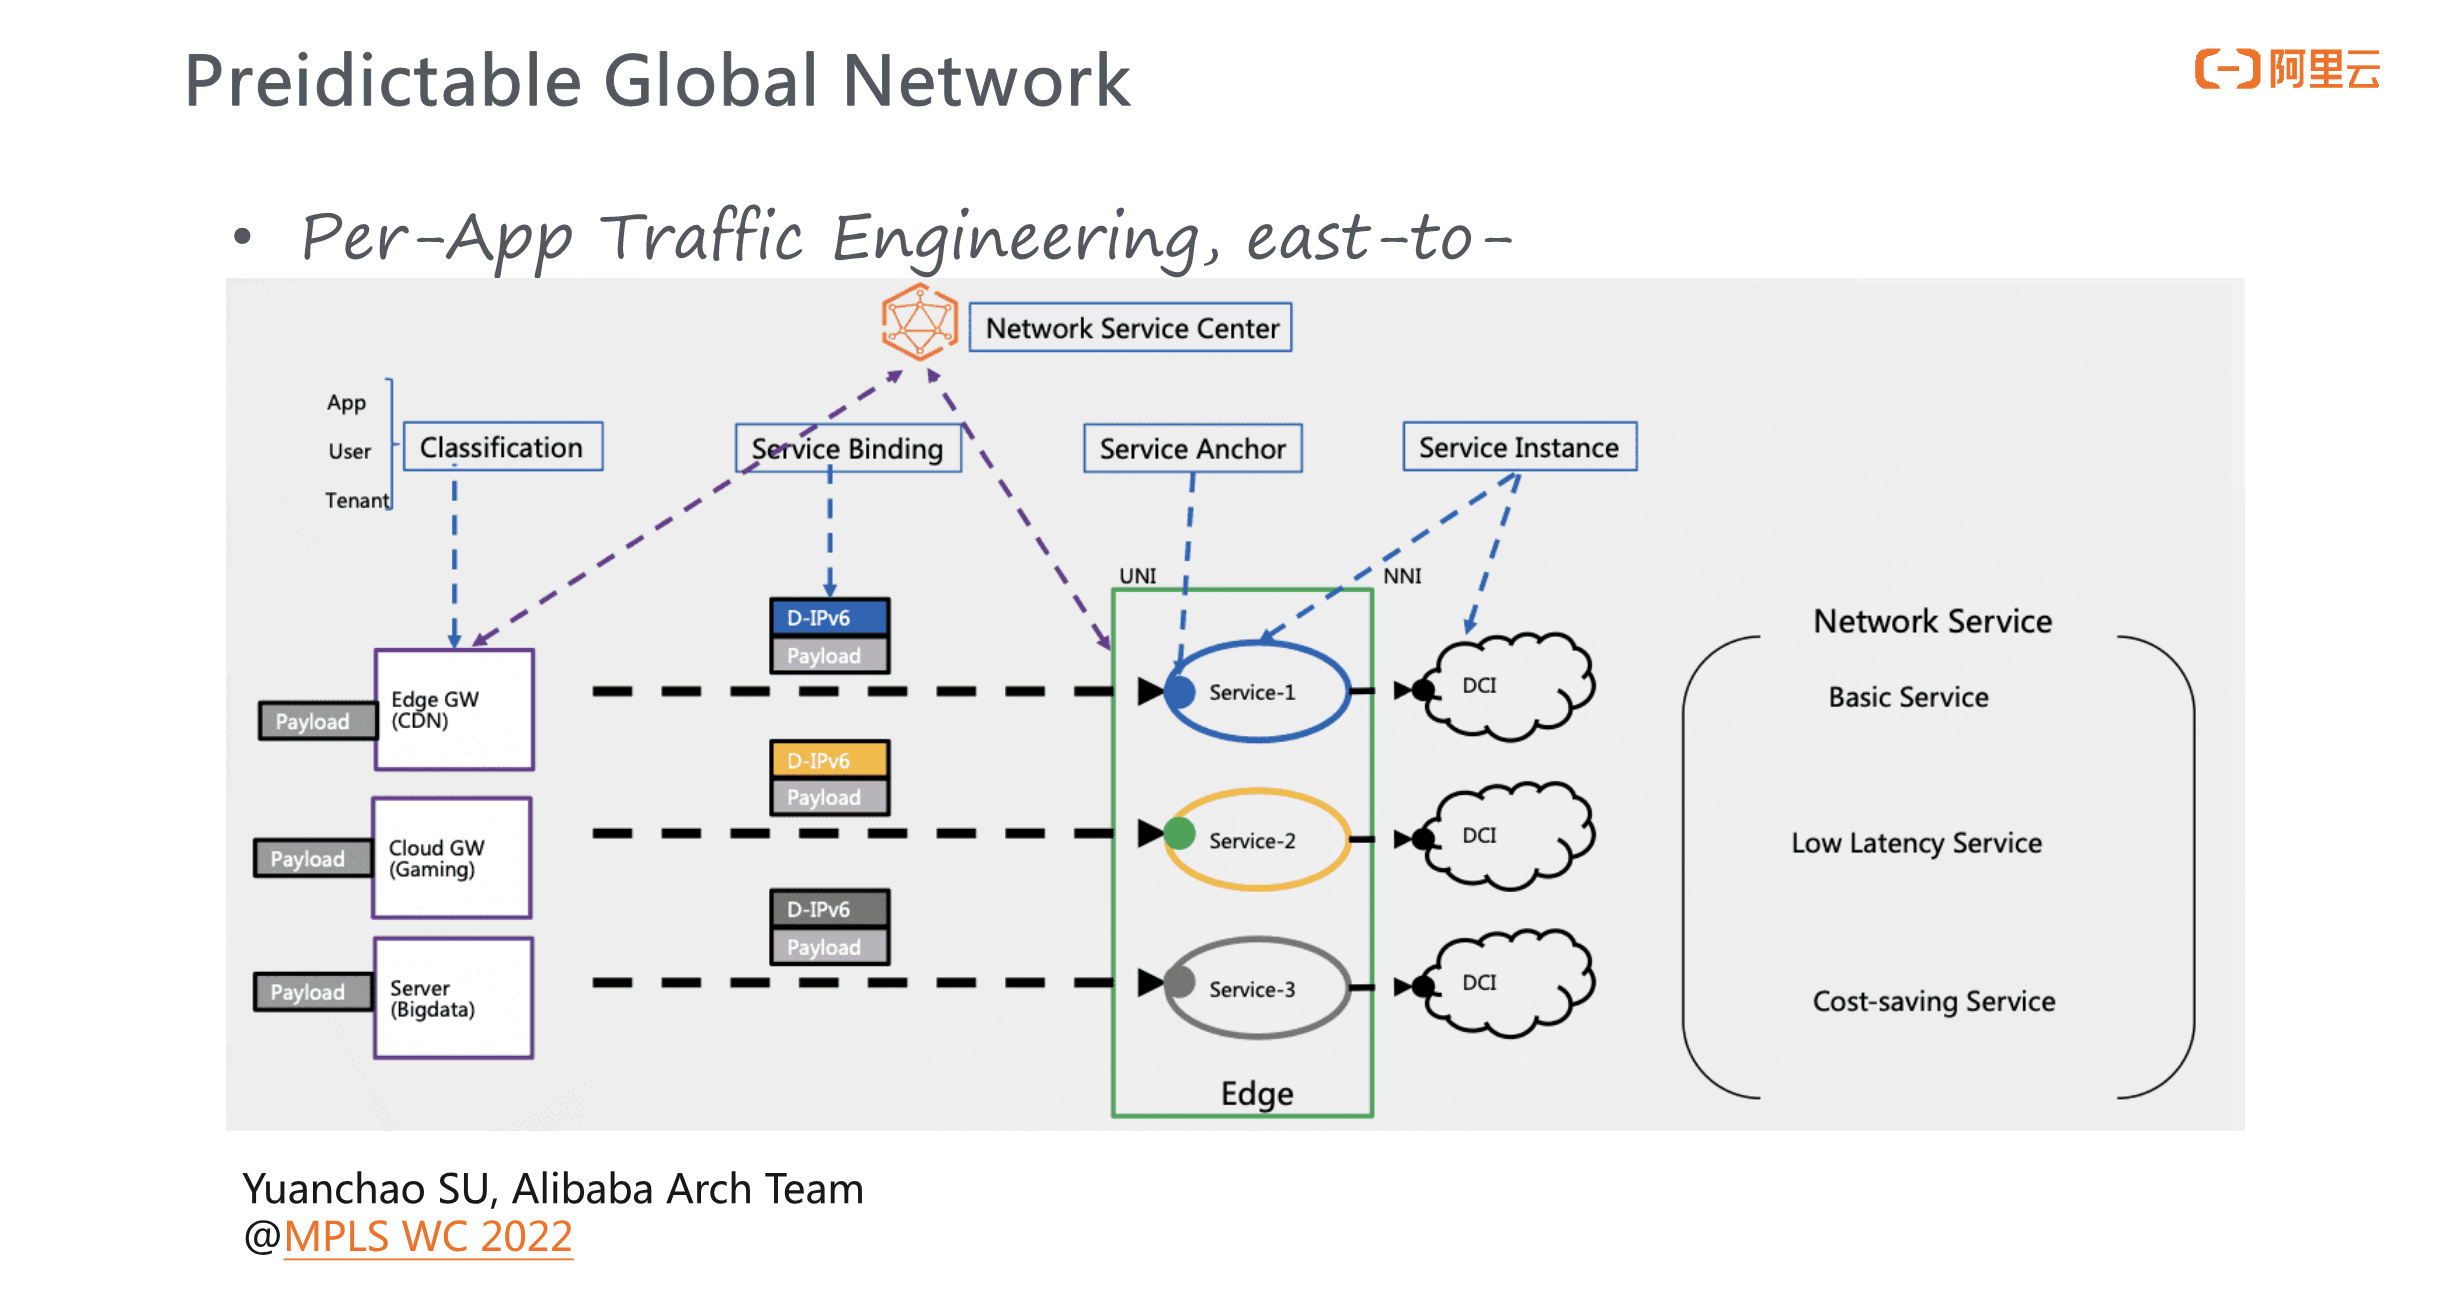 Preidictable Global Network
阿里云
• Per-App Traffic Engineering, east-to-
Network Service Center
App
User
Tenant
Classification
Service Binding
Service Anchor
Service Instance
UNI
NNI
D-IPv6
Payload
Payload
Edge GW
(CDN)
Service-1
DCI
D-IPv6
Payload
Payload
Cloud GW
(Gaming)
Service-2
DCI
D-IPv6
Payload
Payload
Server
(Bigdata)
Service-3
DCI
Edge
Network Service
Basic Service
Low Latency Service
Cost-saving Service
Yuanchao SU, Alibaba Arch Team
@MPLS WC 2022